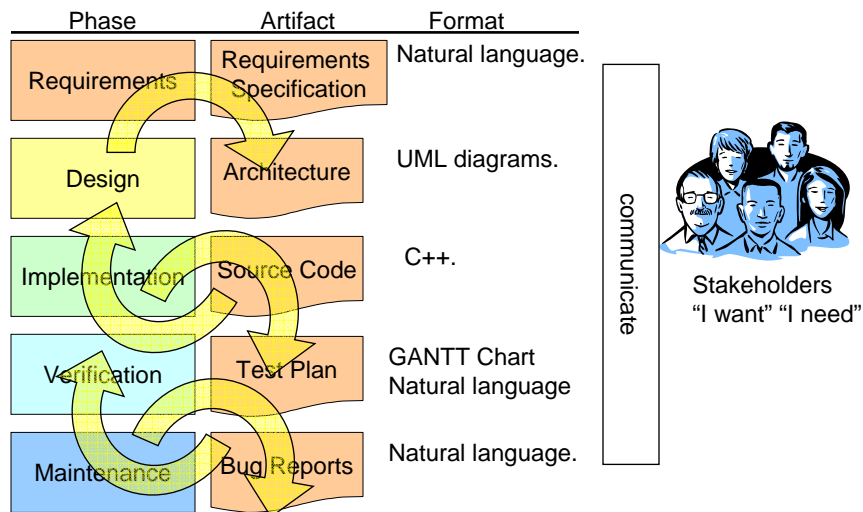 Phase Artifact Format
Requirements
Requirements
Specification
Natural language.
Design
Architecture
UML diagrams.
Implementation
Source Code
C++.
Verification
Test Plan
GANTT Chart
Natural language
Maintenance
Bug Reports
Natural language.
communicate
Stakeholders
“I want” “I need”